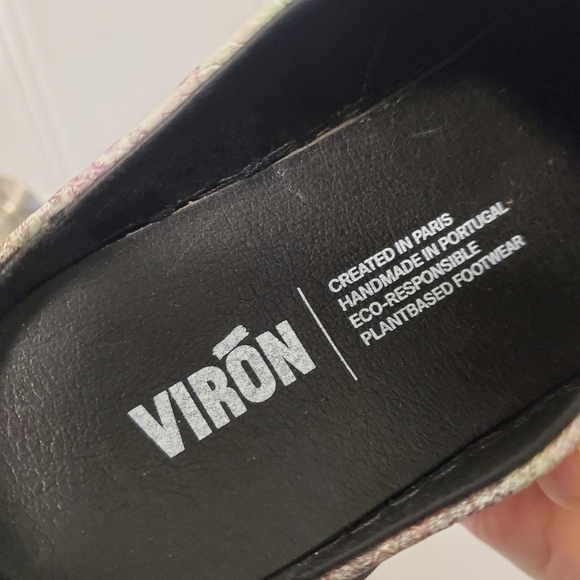 VIRÓN
CREATED IN PARIS
HANDMADE IN PORTUGAL
ECO-RESPONSIBLE
PLANTBASED FOOTWEAR